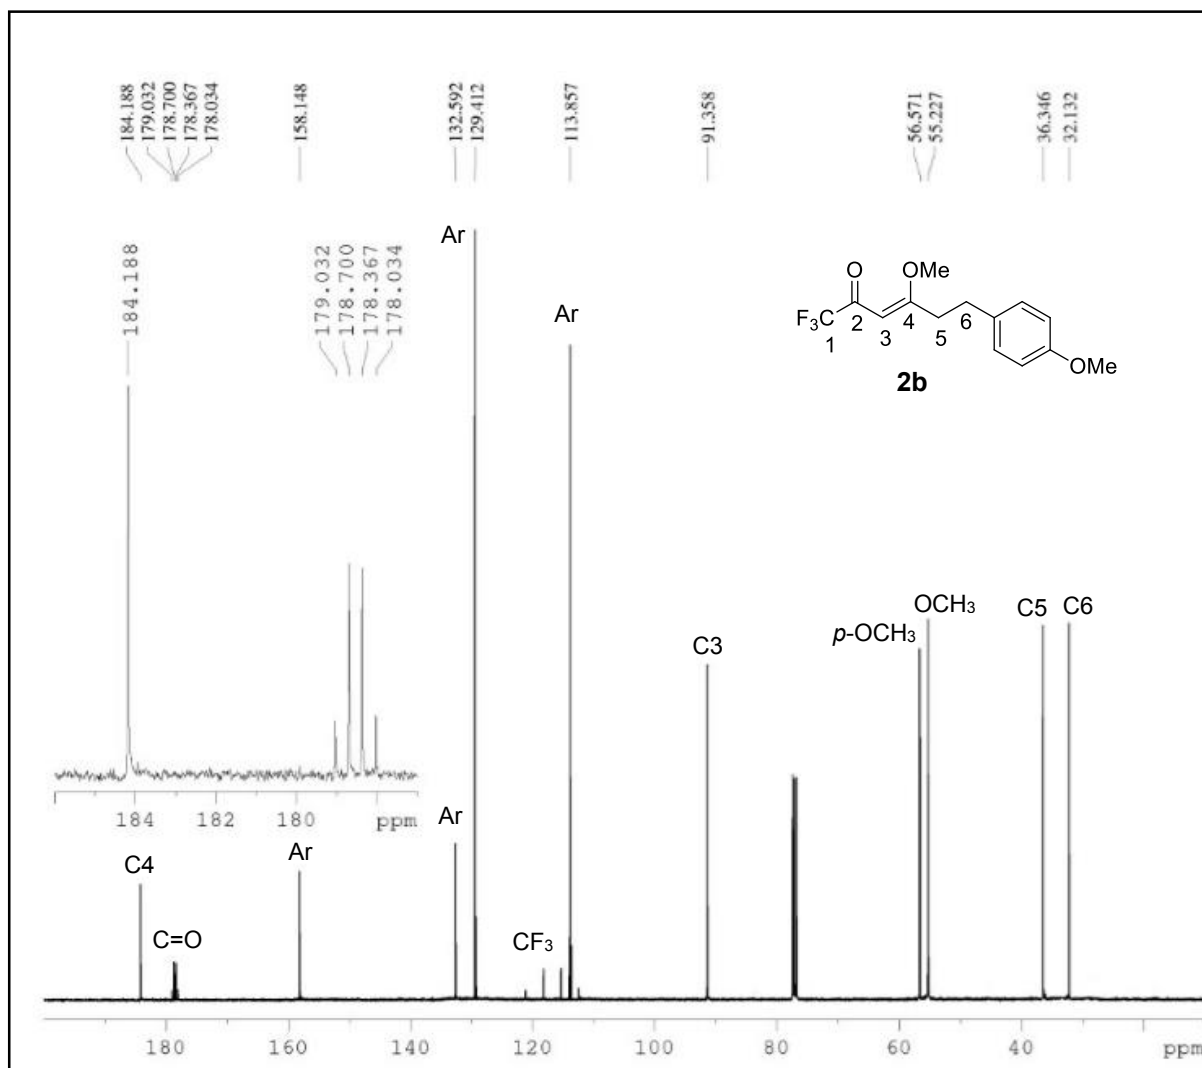 184.188
179.032
178.700
178.367
178.034
158.148
132.592
129.412
113.857
91.358
56.571
55.227
36.346
32.132
184.188
179.032
178.700
178.367
178.034
Ar
Ar
O
OMe
F3C
1
2
3
4
5
6
OMe
2b
OCH3
p-OCH3
C5
C6
C3
184
182
180
ppm
Ar
Ar
C4
C=O
CF3
180
160
140
120
100
80
60
40
ppm